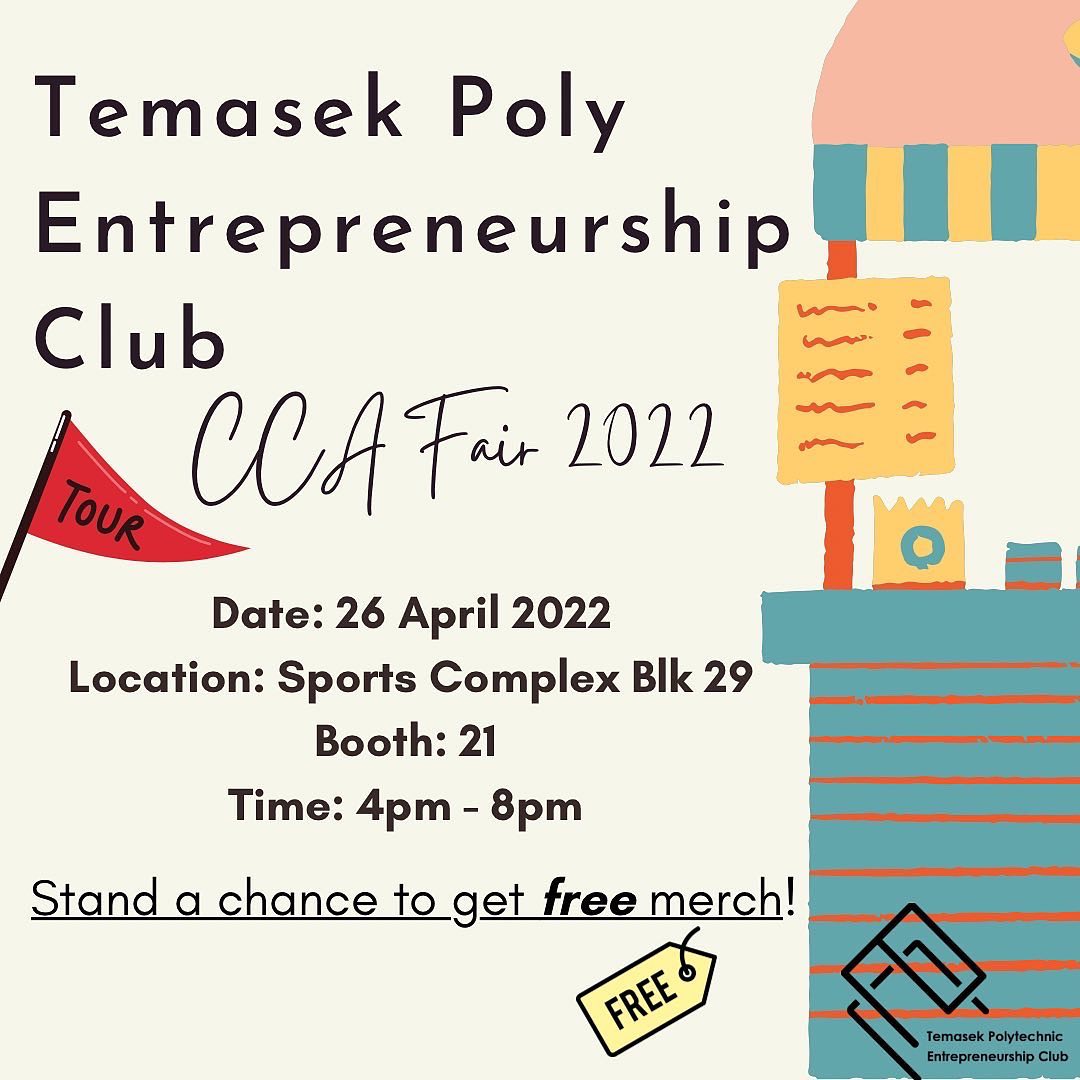 Temasek Poly
Entrepreneurship
Club
CCA Fair 2022
TOUR
Date: 26 April 2022
Location: Sports Complex Blk 29
Booth: 21
Time: 4pm - 8pm
Stand a chance to get free merch!
FREE
Temasek Polytechnic
Entrepreneurship Club